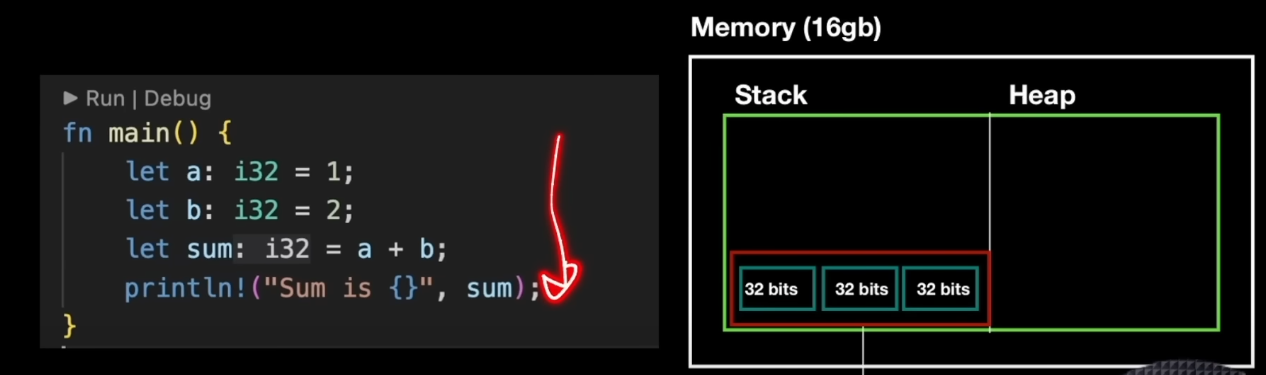 Memory (16gb)
Stack Heap
▶ Run | Debug
fn main() {
    let a: i32 = 1;
    let b: i32 = 2;
    let sum: i32 = a + b;
    println!("Sum is {}", sum);
}
32 bits 32 bits 32 bits